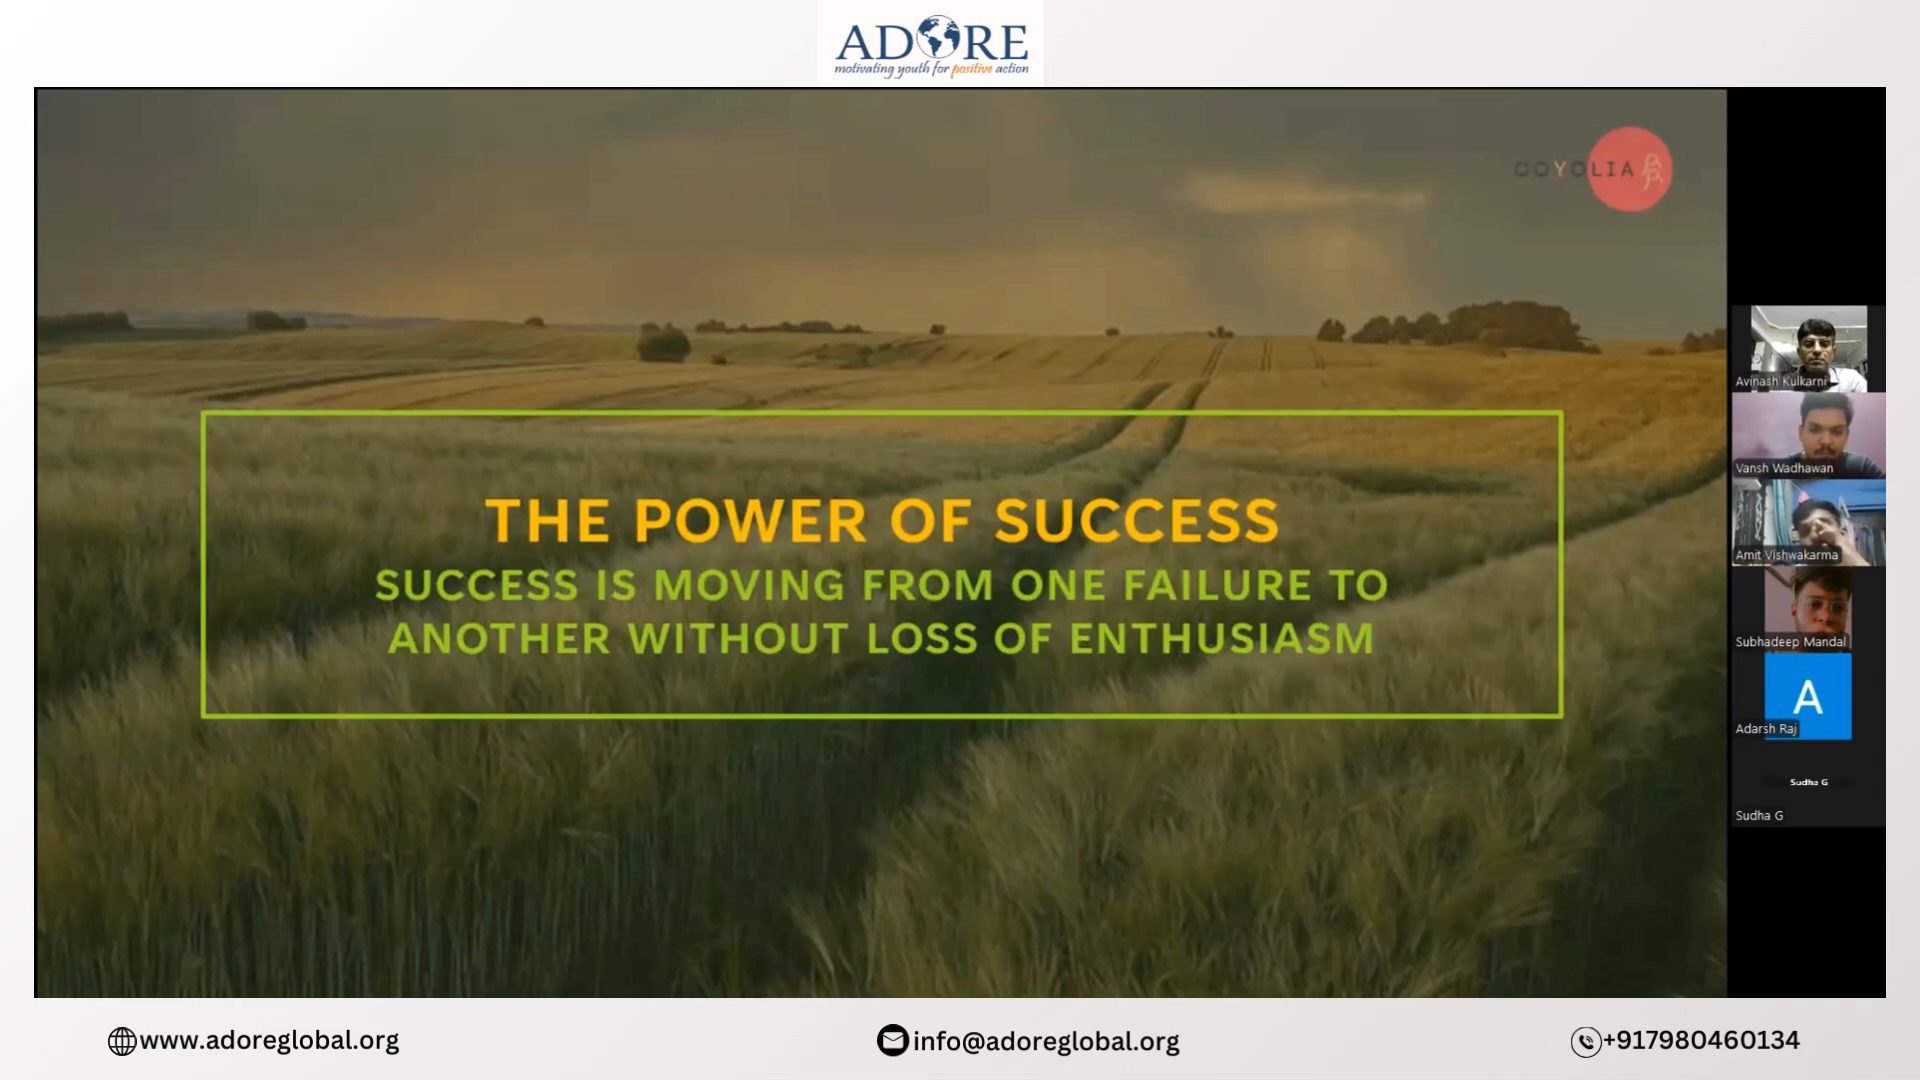 ADORE
motivating youth for positive action
COYOLIA
THE POWER OF SUCCESS
SUCCESS IS MOVING FROM ONE FAILURE TO
ANOTHER WITHOUT LOSS OF ENTHUSIASM
Avinash Kulkarni
Vansh Wadhawan
Amit Vishwakarma
Subhadeep Mandal
A
Adarsh Raj
Sudha G
Sudha G
www.adoreglobal.org
info@adoreglobal.org
+917980460134